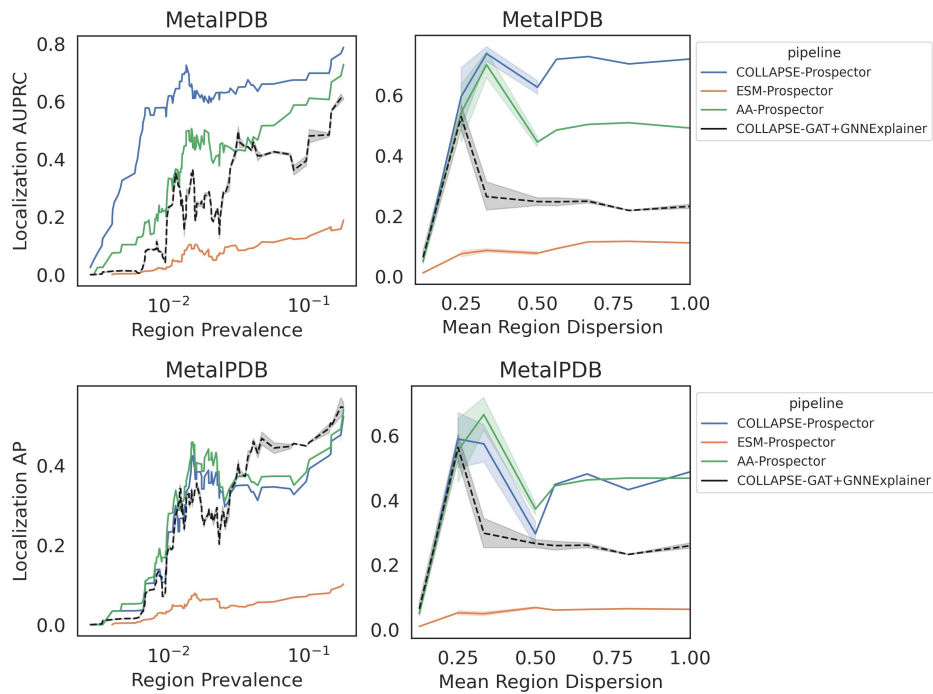 MetalPDB
Localization AUPRC
0.8
0.6
0.4
0.2
0.0
10⁻²
10⁻¹
Region Prevalence
MetalPDB
0.6
0.4
0.2
0.0
0.25
0.50
0.75
1.00
Mean Region Dispersion
pipeline
COLLAPSE-Prospector
ESM-Prospector
AA-Prospector
COLLAPSE-GAT+GNNExplainer
MetalPDB
Localization AP
0.4
0.2
0.0
10⁻²
10⁻¹
Region Prevalence
MetalPDB
0.6
0.4
0.2
0.0
0.25
0.50
0.75
1.00
Mean Region Dispersion
pipeline
COLLAPSE-Prospector
ESM-Prospector
AA-Prospector
COLLAPSE-GAT+GNNExplainer